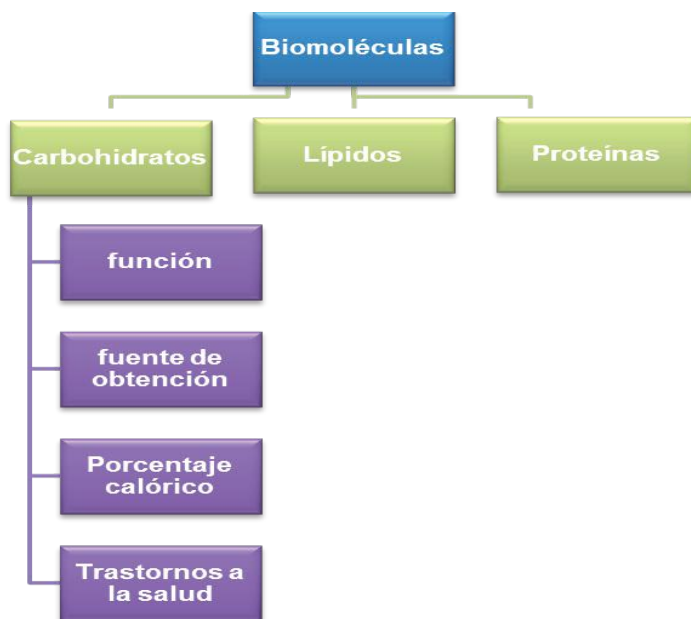 Biomoléculas
Carbohidratos
Lípidos
Proteínas
función
fuente de
obtención
Porcentaje
calórico
Trastornos a
la salud